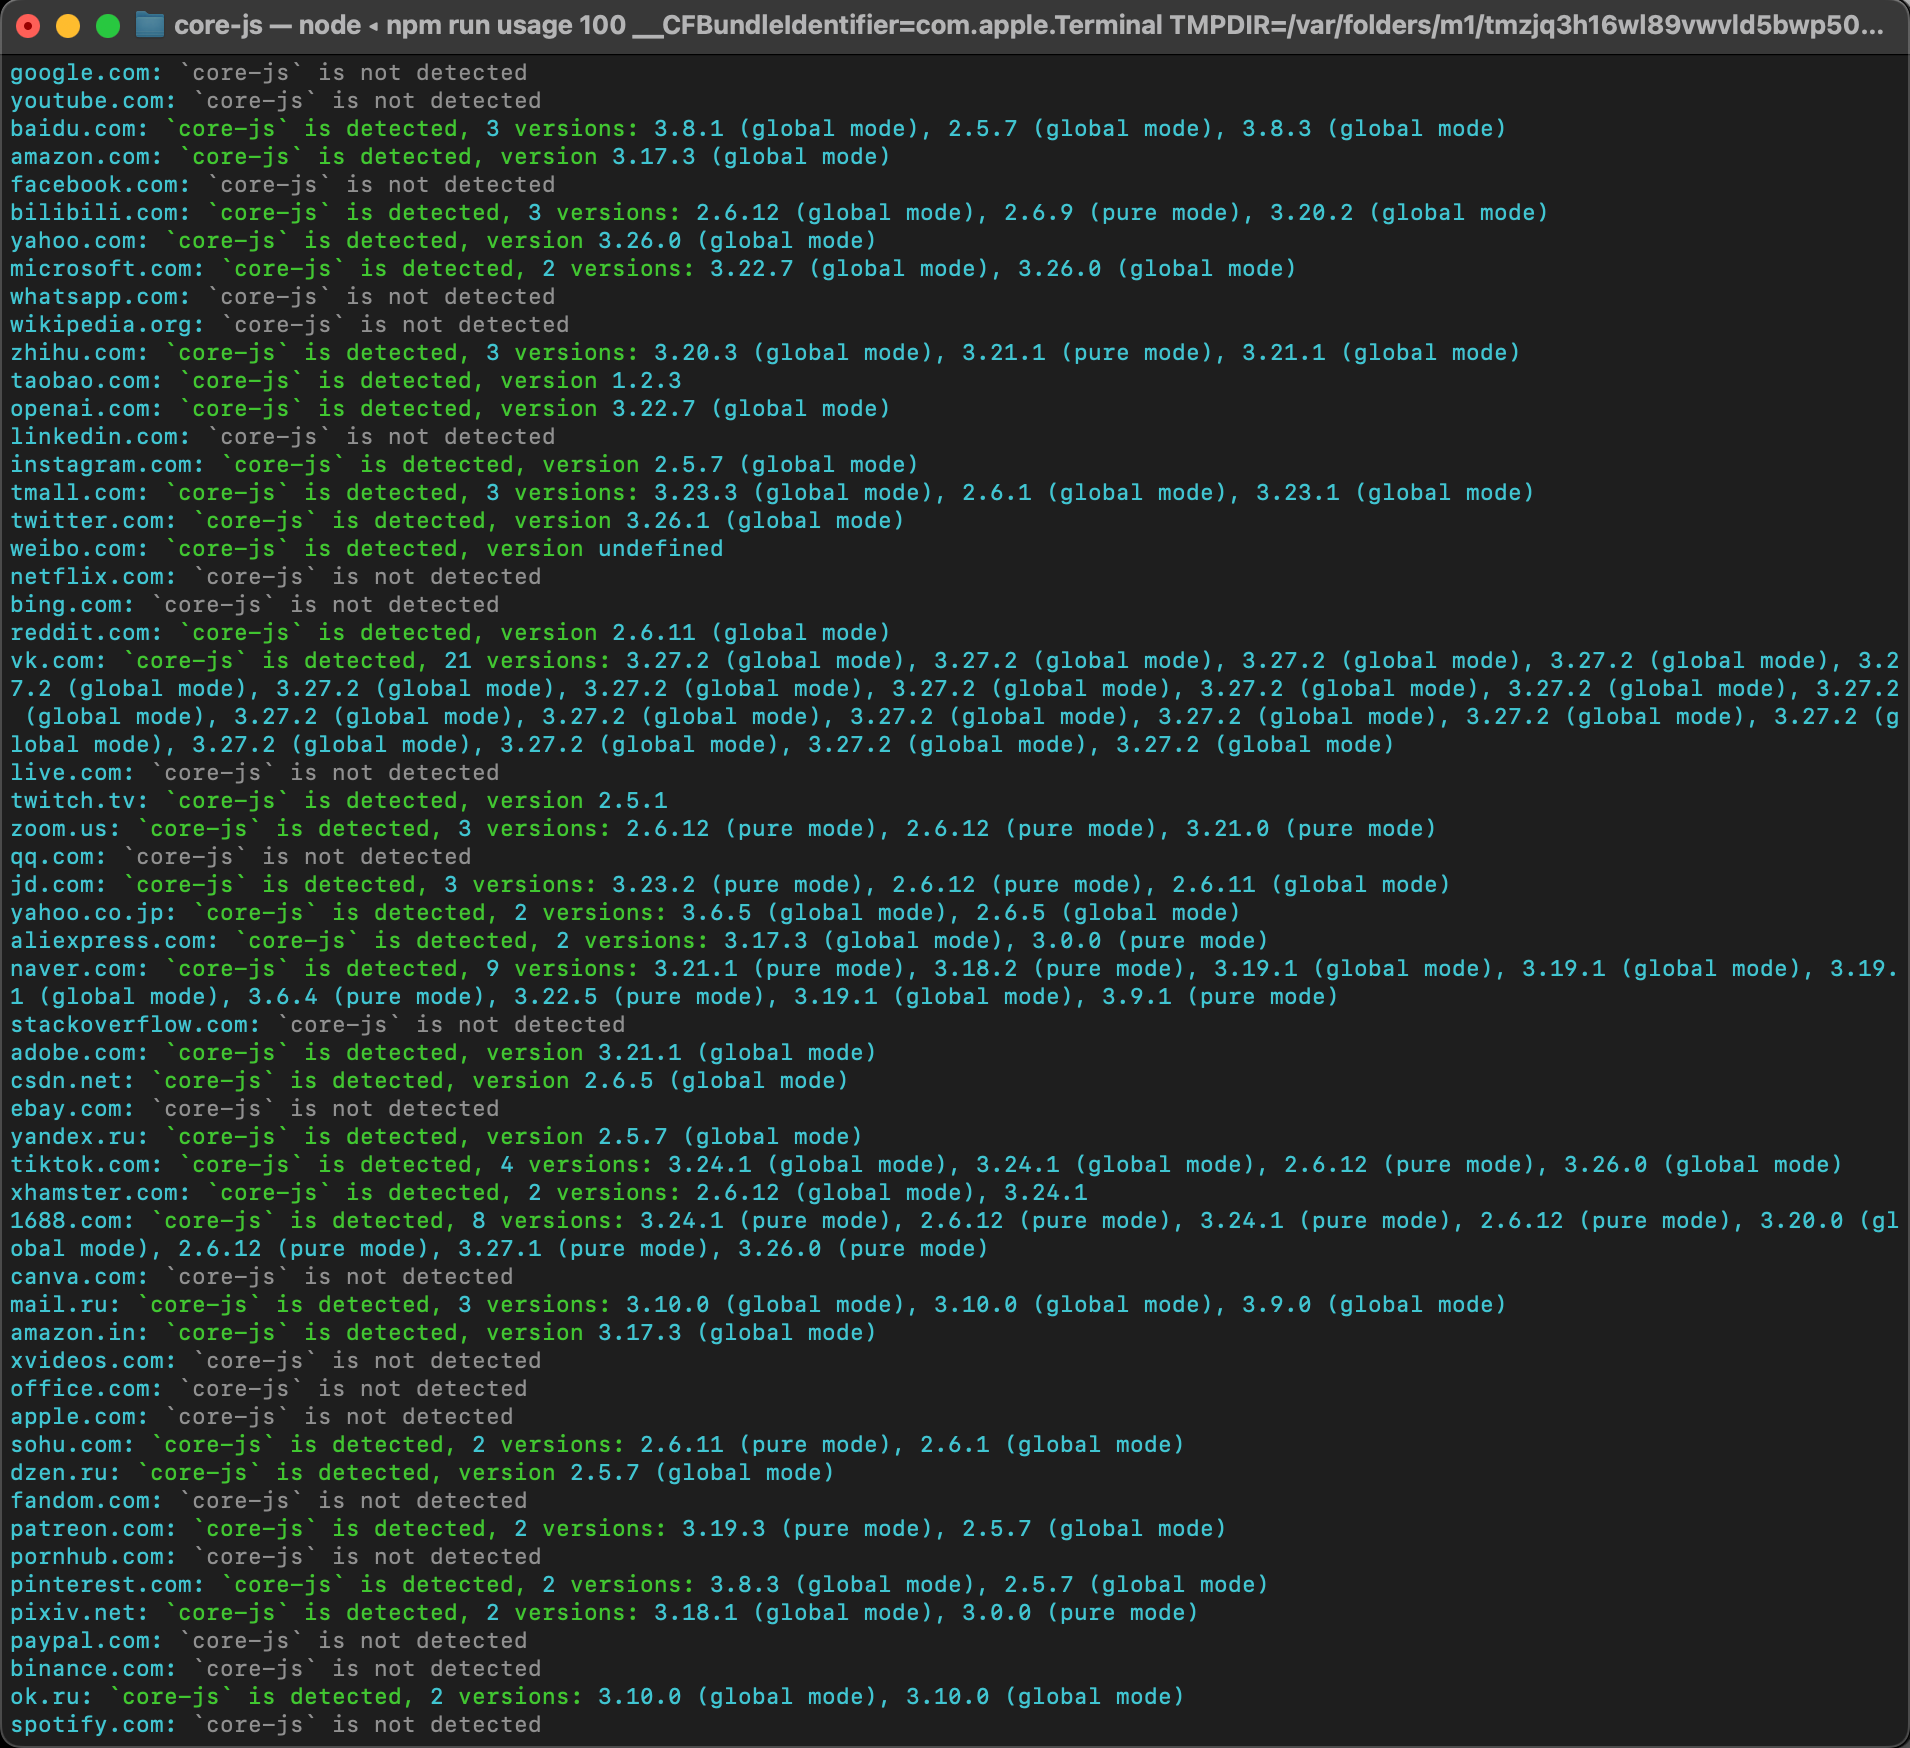 core-js — node ◂ npm run usage 100 __CFBundleIdentifier=com.apple.Terminal TMPDIR=/var/folders/m1/tmzjq3h16wl89vwvld5bwp50…
google.com: `core-js` is not detected
youtube.com: `core-js` is not detected
baidu.com: `core-js` is detected, 3 versions: 3.8.1 (global mode), 2.5.7 (global mode), 3.8.3 (global mode)
amazon.com: `core-js` is detected, version 3.17.3 (global mode)
facebook.com: `core-js` is not detected
bilibili.com: `core-js` is detected, 3 versions: 2.6.12 (global mode), 2.6.9 (pure mode), 3.20.2 (global mode)
yahoo.com: `core-js` is detected, version 3.26.0 (global mode)
microsoft.com: `core-js` is detected, 2 versions: 3.22.7 (global mode), 3.26.0 (global mode)
whatsapp.com: `core-js` is not detected
wikipedia.org: `core-js` is not detected
zhihu.com: `core-js` is detected, 3 versions: 3.20.3 (global mode), 3.21.1 (pure mode), 3.21.1 (global mode)
taobao.com: `core-js` is detected, version 1.2.3
openai.com: `core-js` is detected, version 3.22.7 (global mode)
linkedin.com: `core-js` is not detected
instagram.com: `core-js` is detected, version 2.5.7 (global mode)
tmall.com: `core-js` is detected, 3 versions: 3.23.3 (global mode), 2.6.1 (global mode), 3.23.1 (global mode)
twitter.com: `core-js` is detected, version 3.26.1 (global mode)
weibo.com: `core-js` is detected, version undefined
netflix.com: `core-js` is not detected
bing.com: `core-js` is not detected
reddit.com: `core-js` is detected, version 2.6.11 (global mode)
vk.com: `core-js` is detected, 21 versions: 3.27.2 (global mode), 3.27.2 (global mode), 3.27.2 (global mode), 3.27.2 (global mode), 3.2
7.2 (global mode), 3.27.2 (global mode), 3.27.2 (global mode), 3.27.2 (global mode), 3.27.2 (global mode), 3.27.2 (global mode), 3.27.2
 (global mode), 3.27.2 (global mode), 3.27.2 (global mode), 3.27.2 (global mode), 3.27.2 (global mode), 3.27.2 (global mode), 3.27.2 (g
lobal mode), 3.27.2 (global mode), 3.27.2 (global mode), 3.27.2 (global mode), 3.27.2 (global mode)
live.com: `core-js` is not detected
twitch.tv: `core-js` is detected, version 2.5.1
zoom.us: `core-js` is detected, 3 versions: 2.6.12 (pure mode), 2.6.12 (pure mode), 3.21.0 (pure mode)
qq.com: `core-js` is not detected
jd.com: `core-js` is detected, 3 versions: 3.23.2 (pure mode), 2.6.12 (pure mode), 2.6.11 (global mode)
yahoo.co.jp: `core-js` is detected, 2 versions: 3.6.5 (global mode), 2.6.5 (global mode)
aliexpress.com: `core-js` is detected, 2 versions: 3.17.3 (global mode), 3.0.0 (pure mode)
naver.com: `core-js` is detected, 9 versions: 3.21.1 (pure mode), 3.18.2 (pure mode), 3.19.1 (global mode), 3.19.1 (global mode), 3.19.
1 (global mode), 3.6.4 (pure mode), 3.22.5 (pure mode), 3.19.1 (global mode), 3.9.1 (pure mode)
stackoverflow.com: `core-js` is not detected
adobe.com: `core-js` is detected, version 3.21.1 (global mode)
csdn.net: `core-js` is detected, version 2.6.5 (global mode)
ebay.com: `core-js` is not detected
yandex.ru: `core-js` is detected, version 2.5.7 (global mode)
tiktok.com: `core-js` is detected, 4 versions: 3.24.1 (global mode), 3.24.1 (global mode), 2.6.12 (pure mode), 3.26.0 (global mode)
xhamster.com: `core-js` is detected, 2 versions: 2.6.12 (global mode), 3.24.1
1688.com: `core-js` is detected, 8 versions: 3.24.1 (pure mode), 2.6.12 (pure mode), 3.24.1 (pure mode), 2.6.12 (pure mode), 3.20.0 (gl
obal mode), 2.6.12 (pure mode), 3.27.1 (pure mode), 3.26.0 (pure mode)
canva.com: `core-js` is not detected
mail.ru: `core-js` is detected, 3 versions: 3.10.0 (global mode), 3.10.0 (global mode), 3.9.0 (global mode)
amazon.in: `core-js` is detected, version 3.17.3 (global mode)
xvideos.com: `core-js` is not detected
office.com: `core-js` is not detected
apple.com: `core-js` is not detected
sohu.com: `core-js` is detected, 2 versions: 2.6.11 (pure mode), 2.6.1 (global mode)
dzen.ru: `core-js` is detected, version 2.5.7 (global mode)
fandom.com: `core-js` is not detected
patreon.com: `core-js` is detected, 2 versions: 3.19.3 (pure mode), 2.5.7 (global mode)
pornhub.com: `core-js` is not detected
pinterest.com: `core-js` is detected, 2 versions: 3.8.3 (global mode), 2.5.7 (global mode)
pixiv.net: `core-js` is detected, 2 versions: 3.18.1 (global mode), 3.0.0 (pure mode)
paypal.com: `core-js` is not detected
binance.com: `core-js` is not detected
ok.ru: `core-js` is detected, 2 versions: 3.10.0 (global mode), 3.10.0 (global mode)
spotify.com: `core-js` is not detected